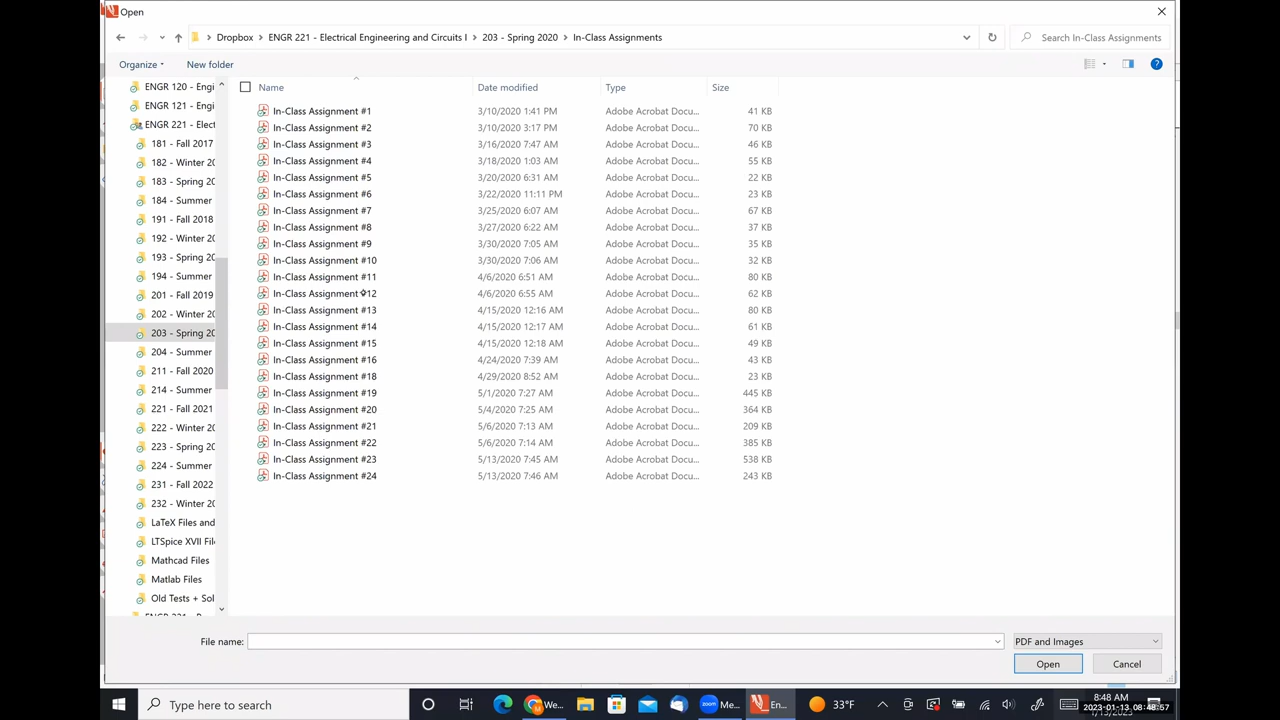 Open
Dropbox > ENGR 221 - Electrical Engineering and Circuits I > 203 - Spring 2020 > In-Class Assignments
Search In-Class Assignments
Organize
New folder
Name Date modified Type Size
ENGR 120 - Engi
ENGR 121 - Engi
ENGR 221 - Elect
181 - Fall 2017
182 - Winter 20
183 - Spring 20
184 - Summer
191 - Fall 2018
192 - Winter 20
193 - Spring 20
194 - Summer
201 - Fall 2019
202 - Winter 20
203 - Spring 20
204 - Summer
211 - Fall 2020
214 - Summer
221 - Fall 2021
222 - Winter 20
223 - Spring 20
224 - Summer
231 - Fall 2022
232 - Winter 20
LaTeX Files and
LTSpice XVII File
Mathcad Files
Matlab Files
Old Tests + Sol
In-Class Assignment #1 3/10/2020 1:41 PM Adobe Acrobat Docu... 41 KB
In-Class Assignment #2 3/10/2020 3:17 PM Adobe Acrobat Docu... 70 KB
In-Class Assignment #3 3/16/2020 7:47 AM Adobe Acrobat Docu... 46 KB
In-Class Assignment #4 3/18/2020 1:03 AM Adobe Acrobat Docu... 55 KB
In-Class Assignment #5 3/20/2020 6:31 AM Adobe Acrobat Docu... 22 KB
In-Class Assignment #6 3/22/2020 11:11 PM Adobe Acrobat Docu... 23 KB
In-Class Assignment #7 3/25/2020 6:07 AM Adobe Acrobat Docu... 67 KB
In-Class Assignment #8 3/27/2020 6:22 AM Adobe Acrobat Docu... 37 KB
In-Class Assignment #9 3/30/2020 7:05 AM Adobe Acrobat Docu... 35 KB
In-Class Assignment #10 3/30/2020 7:06 AM Adobe Acrobat Docu... 32 KB
In-Class Assignment #11 4/6/2020 6:51 AM Adobe Acrobat Docu... 80 KB
In-Class Assignment #12 4/6/2020 6:55 AM Adobe Acrobat Docu... 62 KB
In-Class Assignment #13 4/15/2020 12:16 AM Adobe Acrobat Docu... 80 KB
In-Class Assignment #14 4/15/2020 12:17 AM Adobe Acrobat Docu... 61 KB
In-Class Assignment #15 4/15/2020 12:18 AM Adobe Acrobat Docu... 49 KB
In-Class Assignment #16 4/24/2020 7:39 AM Adobe Acrobat Docu... 43 KB
In-Class Assignment #18 4/29/2020 8:52 AM Adobe Acrobat Docu... 23 KB
In-Class Assignment #19 5/1/2020 7:27 AM Adobe Acrobat Docu... 445 KB
In-Class Assignment #20 5/4/2020 7:25 AM Adobe Acrobat Docu... 364 KB
In-Class Assignment #21 5/6/2020 7:13 AM Adobe Acrobat Docu... 209 KB
In-Class Assignment #22 5/6/2020 7:14 AM Adobe Acrobat Docu... 385 KB
In-Class Assignment #23 5/13/2020 7:45 AM Adobe Acrobat Docu... 538 KB
In-Class Assignment #24 5/13/2020 7:46 AM Adobe Acrobat Docu... 243 KB
File name:
PDF and Images
Open Cancel
Type here to search
We...
zoom Me...
En...
33°F
8:48 AM
2023-01-13 08:48:57